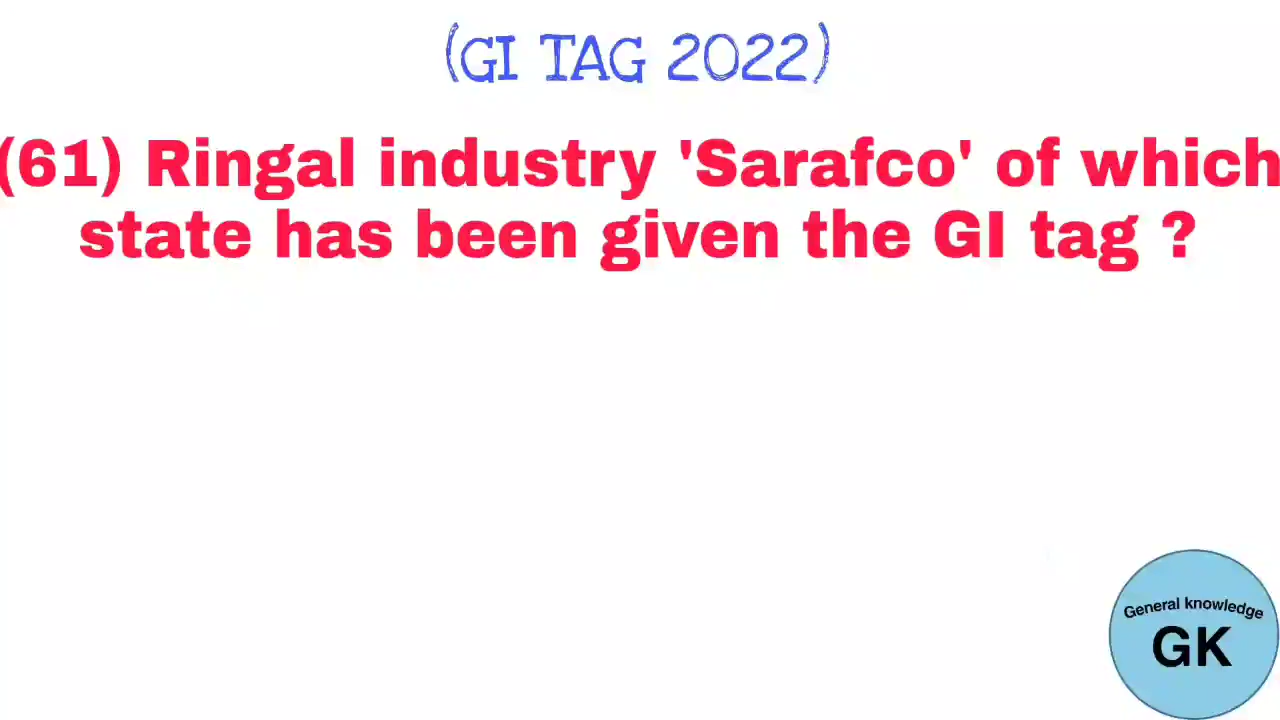 (GI TAG 2022)
(61) Ringal industry 'Sarafco' of which
state has been given the GI tag ?
General knowledge
GK